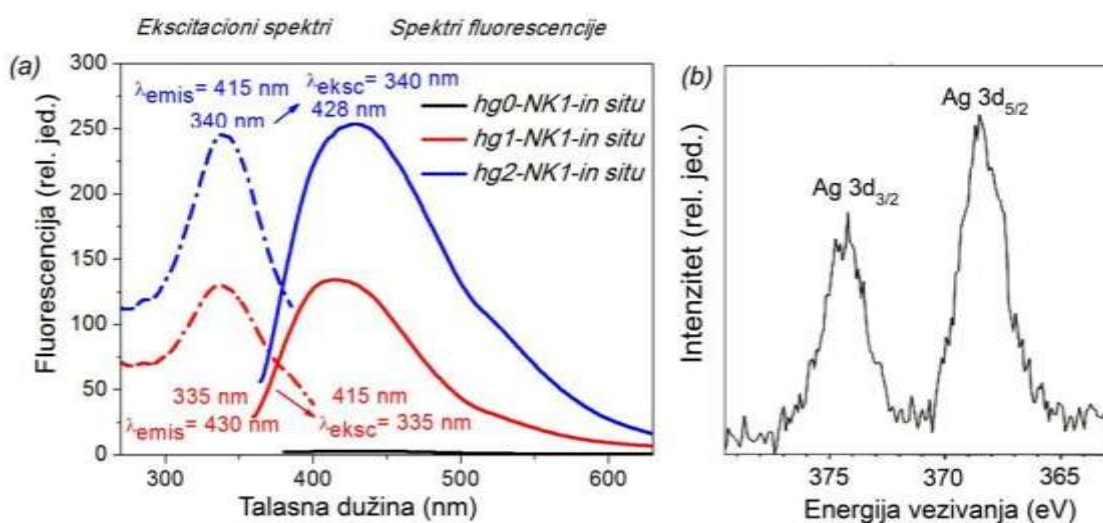 Ekscitacioni spektri
Spektri fluorescencije
(a)
300
250
200
150
100
50
0
Fluorescencija (rel. jed.)
λemis= 415 nm
λeksc= 340 nm
340 nm
428 nm
hg0-NK1-in situ
hg1-NK1-in situ
hg2-NK1-in situ
335 nm
415 nm
λemis= 430 nm
λeksc= 335 nm
300
400
500
600
Talasna dužina (nm)
(b)
Intenzitet (rel. jed.)
Ag 3d3/2
Ag 3d5/2
375
370
365
Energija vezivanja (eV)